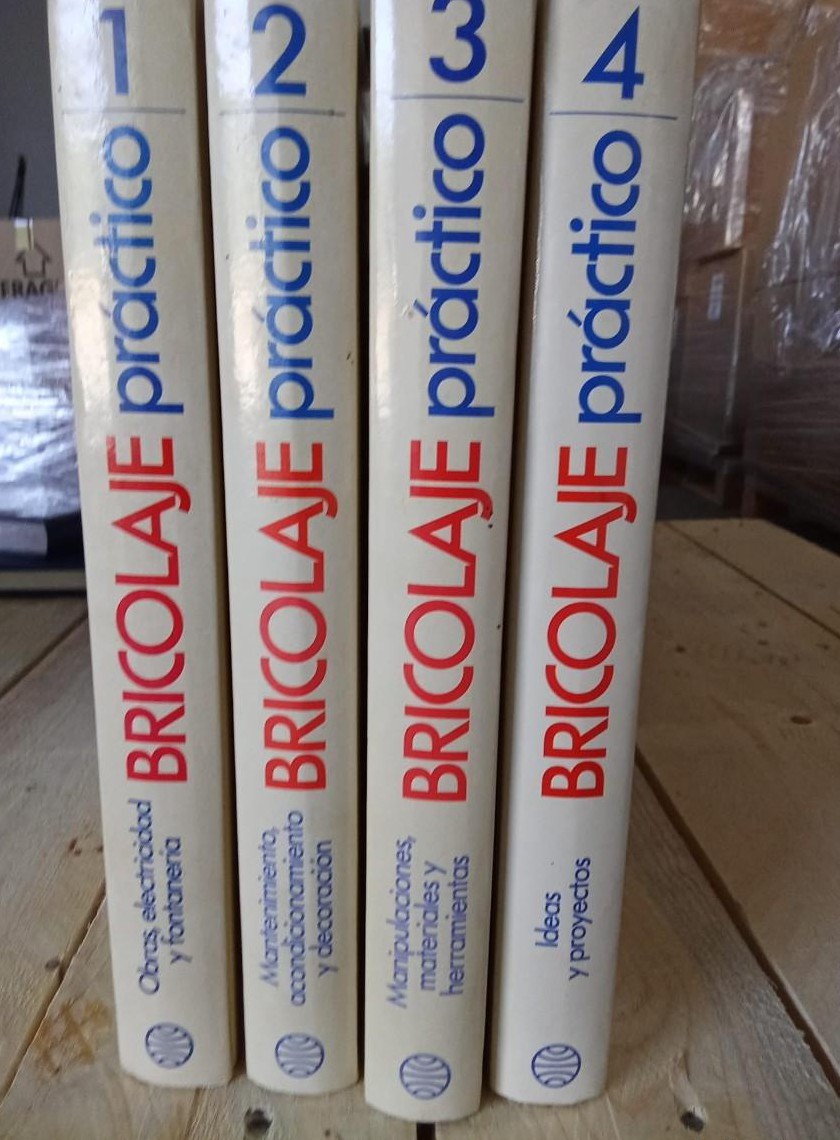 1
práctico
BRICOLAJE
Obras, electricidad
y fontanería
2
práctico
BRICOLAJE
Mantenimiento,
acondicionamiento
y decoración
3
práctico
BRICOLAJE
Manipulaciones,
materiales y
herramientas
4
práctico
BRICOLAJE
Ideas
y proyectos
FRAG